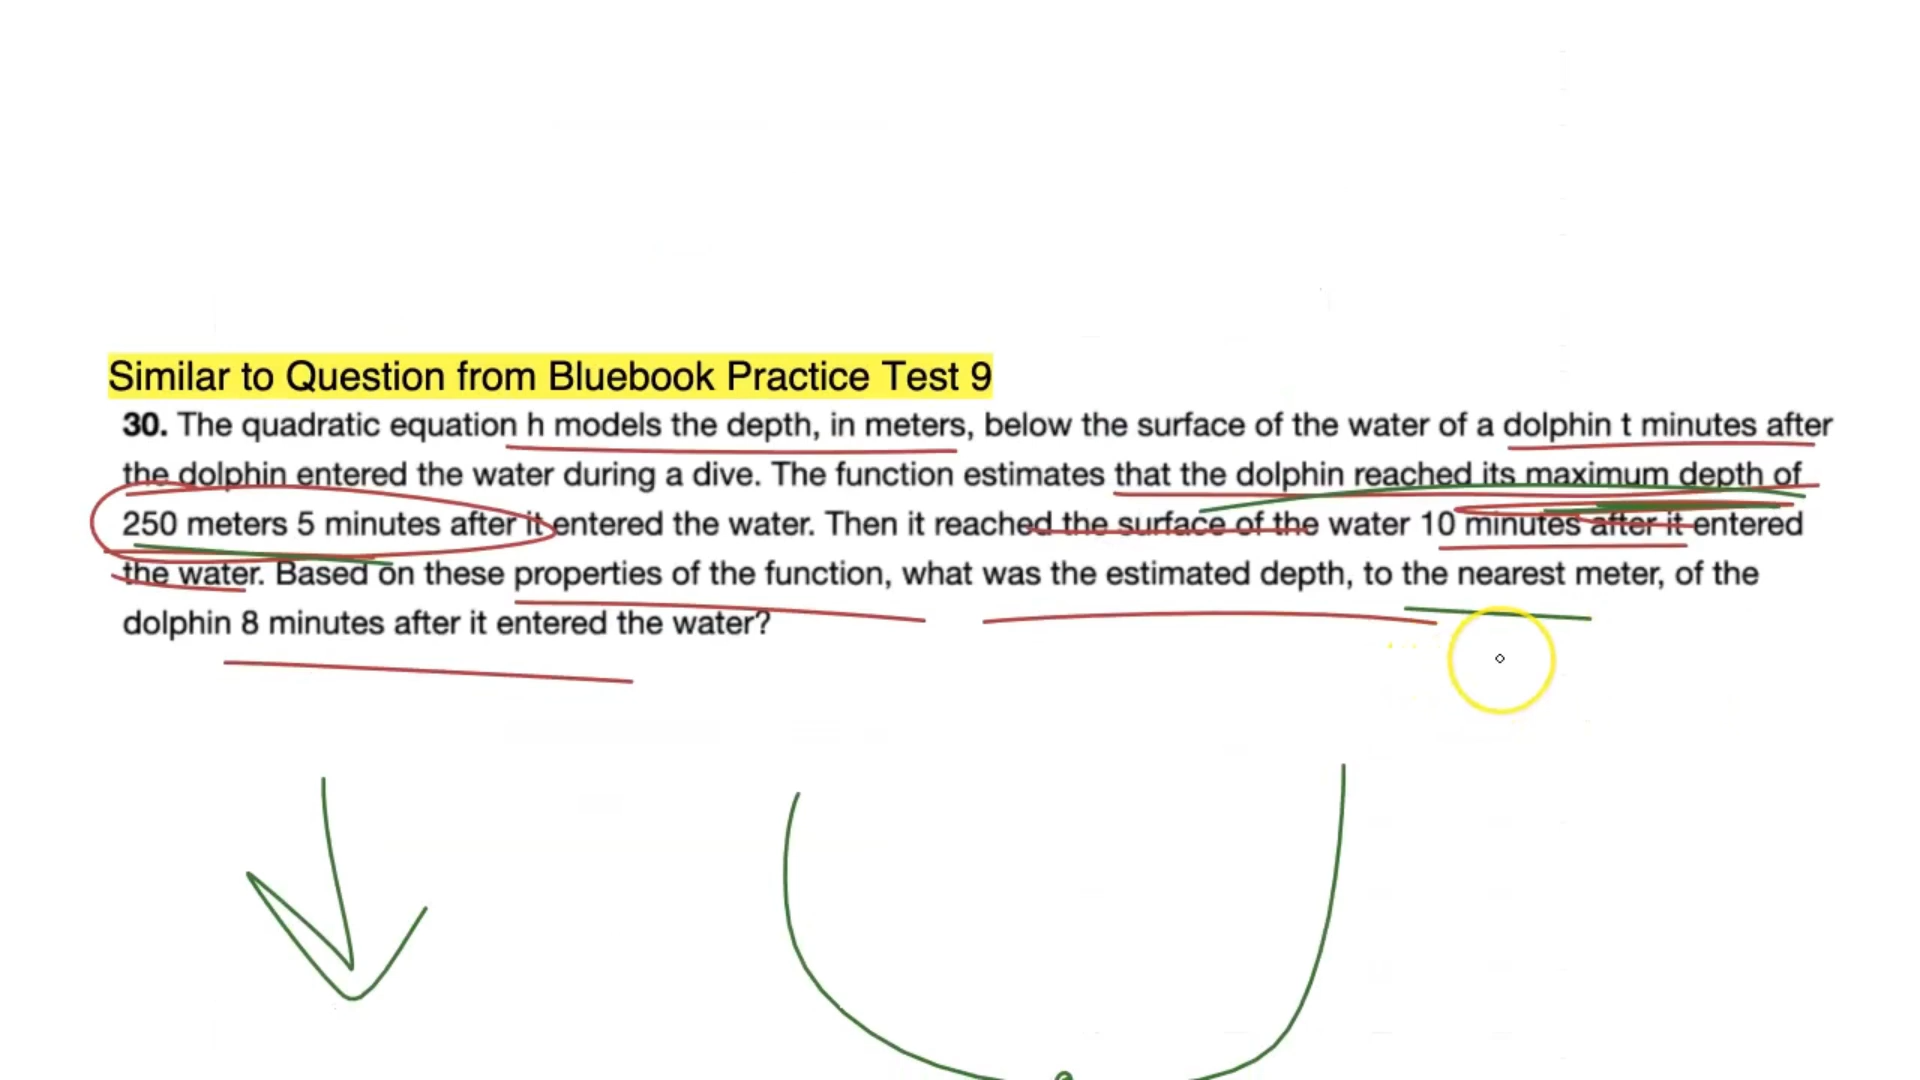 Similar to Question from Bluebook Practice Test 9
30. The quadratic equation h models the depth, in meters, below the surface of the water of a dolphin t minutes after
the dolphin entered the water during a dive. The function estimates that the dolphin reached its maximum depth of
250 meters 5 minutes after it entered the water. Then it reached the surface of the water 10 minutes after it entered
the water. Based on these properties of the function, what was the estimated depth, to the nearest meter, of the
dolphin 8 minutes after it entered the water?